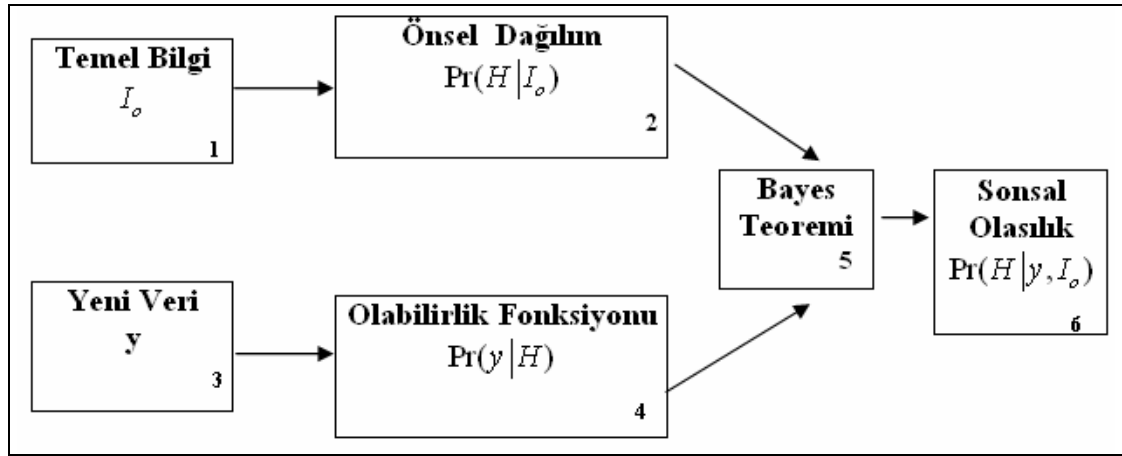 Temel Bilgi
I_o
1
Önsel Dağılım
Pr(H|I_o)
2
Yeni Veri
y
3
Olabilirlik Fonksiyonu
Pr(y|H)
4
Bayes
Teoremi
5
Sonsal
Olasılık
Pr(H|y, I_o)
6